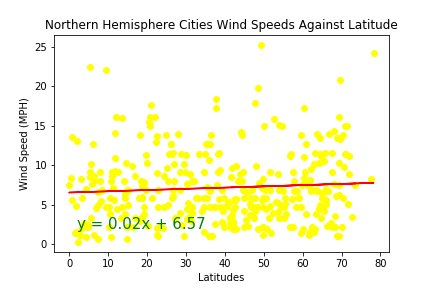 Northern Hemisphere Cities Wind Speeds Against Latitude
Wind Speed (MPH)
25
20
15
10
5
0
y = 0.02x + 6.57
0 10 20 30 40 50 60 70 80
Latitudes